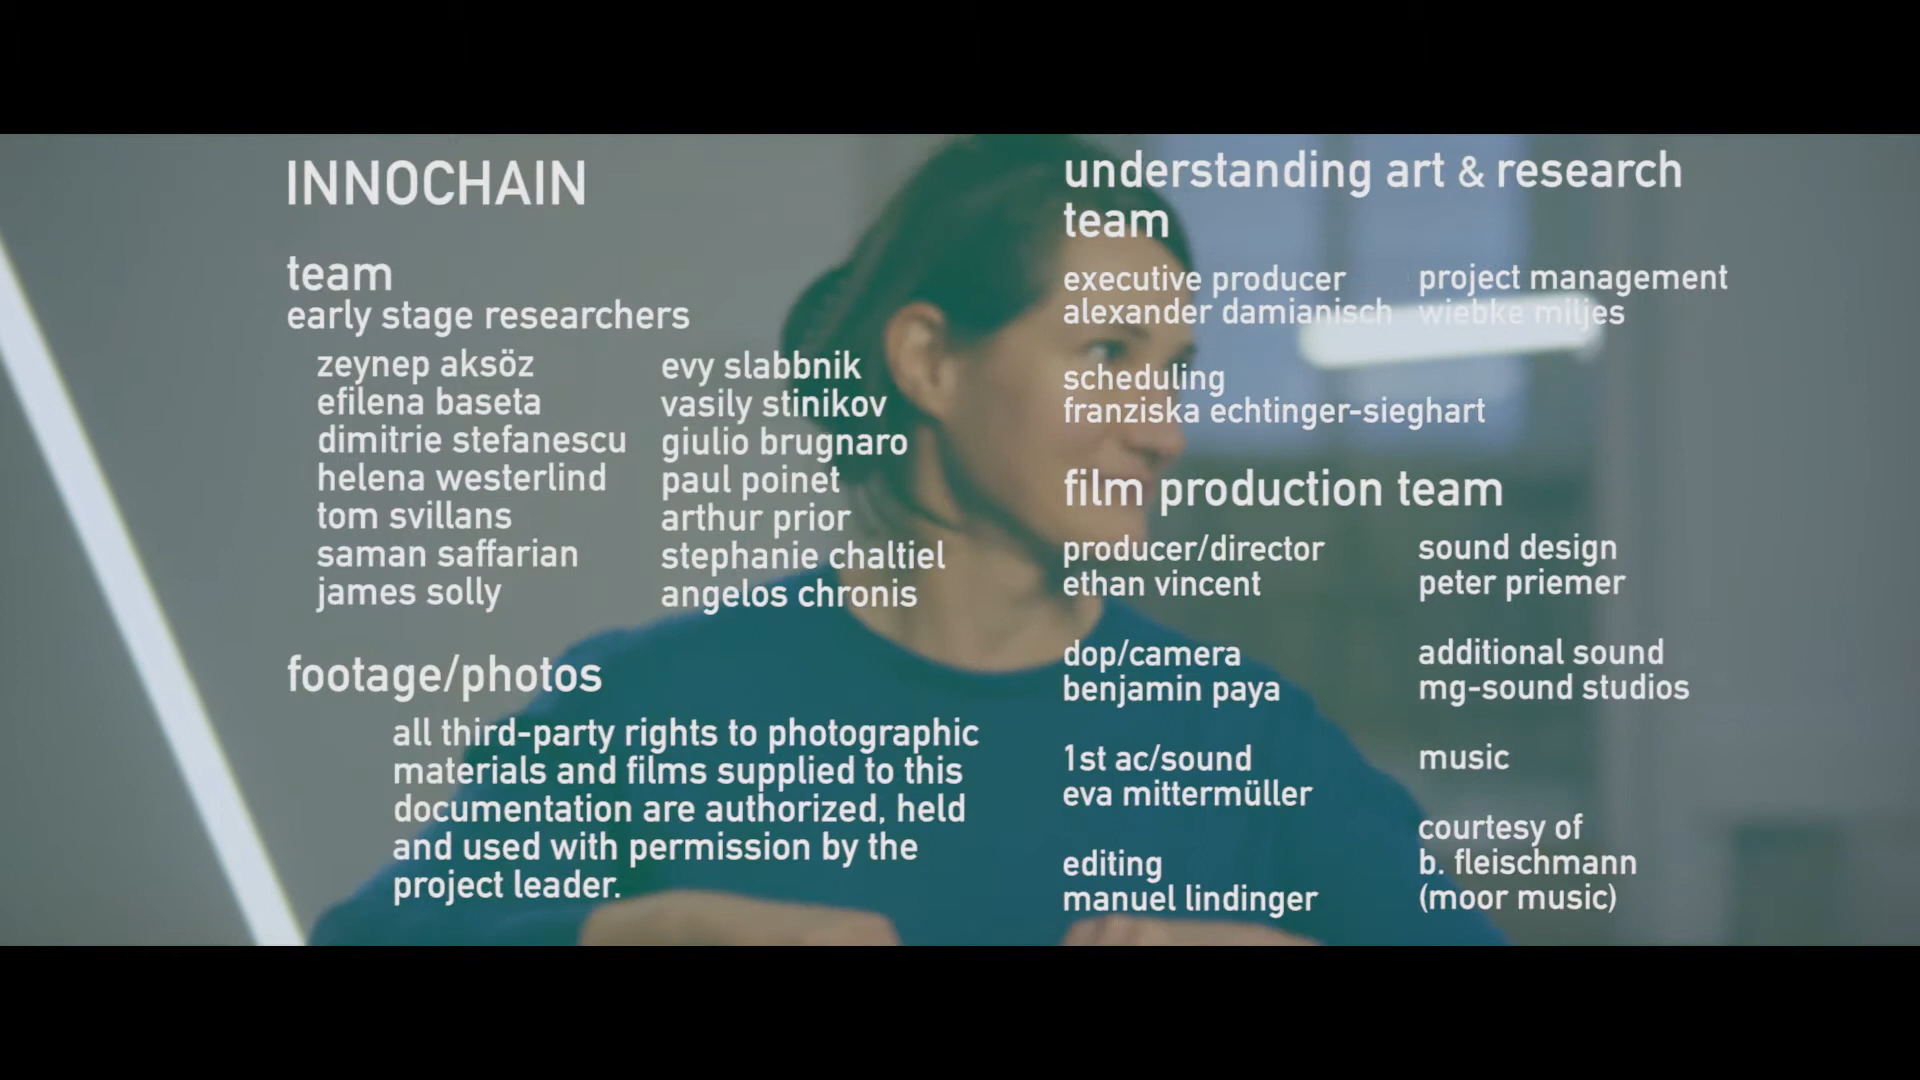 INNOCHAIN
team
early stage researchers
zeynep aksöz
efilena baseta
dimitrie stefanescu
helena westerlind
tom svillans
saman saffarian
james solly
evy slabbnik
vasily stinikov
giulio brugnaro
paul poinet
arthur prior
stephanie chaltiel
angelos chronis
footage/photos
all third-party rights to photographic
materials and films supplied to this
documentation are authorized, held
and used with permission by the
project leader.
understanding art & research
team
executive producer
alexander damianisch
project management
wiebke miljes
scheduling
franziska echtinger-sieghart
film production team
producer/director
ethan vincent
dop/camera
benjamin paya
1st ac/sound
eva mittermüller
editing
manuel lindinger
sound design
peter priemer
additional sound
mg-sound studios
music
courtesy of
b. fleischmann
(moor music)